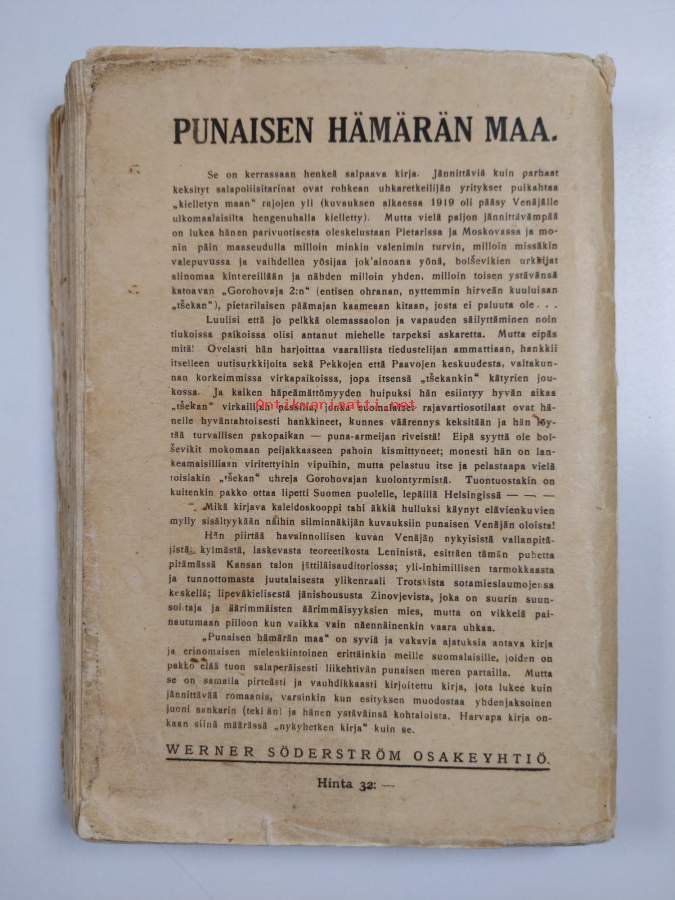 PUNAISEN HÄMÄRÄN MAA.
Se on kerrassaan henkeä salpaava kirja. Jännittäviä kuin parhaat
keksityt salapoliisitarinat ovat rohkean uhkaretkeilijän yritykset puikahtaa
„kielletyn maan" rajojen yli (kuvauksen alkaessa 1919 oli pääsy Venäjälle
ulkomaalaisilta hengenuhalla kielletty). Mutta vielä paljon jännittävämpää
on lukea hänen parivuotisesta oleskelustaan Pietarissa ja Moskovassa ja mo-
nin päin maaseudulla milloin minkin valenimen turvin, milloin missäkin
valepuvussa ja vaihdellen yösijaa jok'ainoana yönä, bolševikien urkkijat
alinomaa kintereillään ja nähden milloin yhden, milloin toisen ystävänsä
katoavan „Gorohovaja 2:n" (entisen ohranan, nyttemmin hirveän kuuluisan
„tšekan"), pietarilaisen päämajan kaameaan kitaan, josta ei paluuta ole...
Luulisi että jo pelkkä olemassaolon ja vapauden säilyttäminen noin
tiukoissa paikoissa olisi antanut miehelle tarpeksi askaretta. Mutta eipäs
mitä! Ovelasti hän harjoittaa vaarallista tiedustelijan ammattiaan, hankkii
itselleen uutisurkkijoita sekä Pekkojen että Paavojen keskuudesta, valtakun-
nan korkeimmissa virkapaikoissa, jopa itsensä „tšekankin" kätyrien jou-
kossa. Ja kaiken häpeämättömyyden huipuksi hän esiintyy hyvän aikaa
„tšekan" virkailijan passilla, jonka suomalaiset rajavartiosotilaat ovat hä-
Antikvariaatti.net
nelle hyväntahtoisesti hankkineet, kunnes väärennys keksitään ja hän löy-
tää turvallisen pakopaikan — puna-armeijan riveistä! Eipä syyttä ole bol-
ševikit mokomaan peijakkaaseen pahoin kismittyneet; monesti hän on lan-
keamaisillaan viritettyihin vipuihin, mutta pelastuu itse ja pelastaapa vielä
toisiakin „tšekan" uhreja Gorohovajan kuolontyrmistä. Tuontuostakin on
kuitenkin pakko ottaa lipetti Suomen puolelle, lepäillä Helsingissä — — —
Mikä kirjava kaleidoskooppi tahi äkkiä hulluksi käynyt elävienkuvien
mylly sisältyykään näihin silminnäkijän kuvauksiin punaisen Venäjän oloista!
Hän piirtää havainnollisen kuvan Venäjän nykyisistä vallanpitä-
jistä; kylmästä, laskevasta teoreetikosta Leninistä, esittäen tämän puhetta
pitämässä Kansan talon jättiläisauditoriossa; yli-inhimillisen tarmokkaasta
ja tunnottomasta juutalaisesta ylikenraali Trotskista sotamieslaumojensa
keskellä; lipeväkielisestä jänishoususta Zinovjevista, joka on suurin suun-
soittaja ja äärimmäisten äärimmäisyyksien mies, mutta on vikkelä pai-
nautumaan piiloon kun vaikka vain näennäinenkin vaara uhkaa.
„Punaisen hämärän maa" on syviä ja vakavia ajatuksia antava kirja
ja erinomaisen mielenkiintoinen erittäinkin meille suomalaisille, joiden on
pakko elää tuon salaperäisesti liikehtivän punaisen meren partailla. Mutta
se on samalla pirteästi ja vauhdikkaasti kirjoitettu kirja, jota lukee kuin
jännittävää romaania, varsinkin kun esityksen muodostaa yhdenjaksoinen
juoni sankarin (tekijän) ja hänen ystäväinsä kohtaloista. Harvapa kirja on-
kaan siinä määrässä „nykyhetken kirja" kuin se.
WERNER SÖDERSTRÖM OSAKEYHTIÖ.
Hinta 32: —